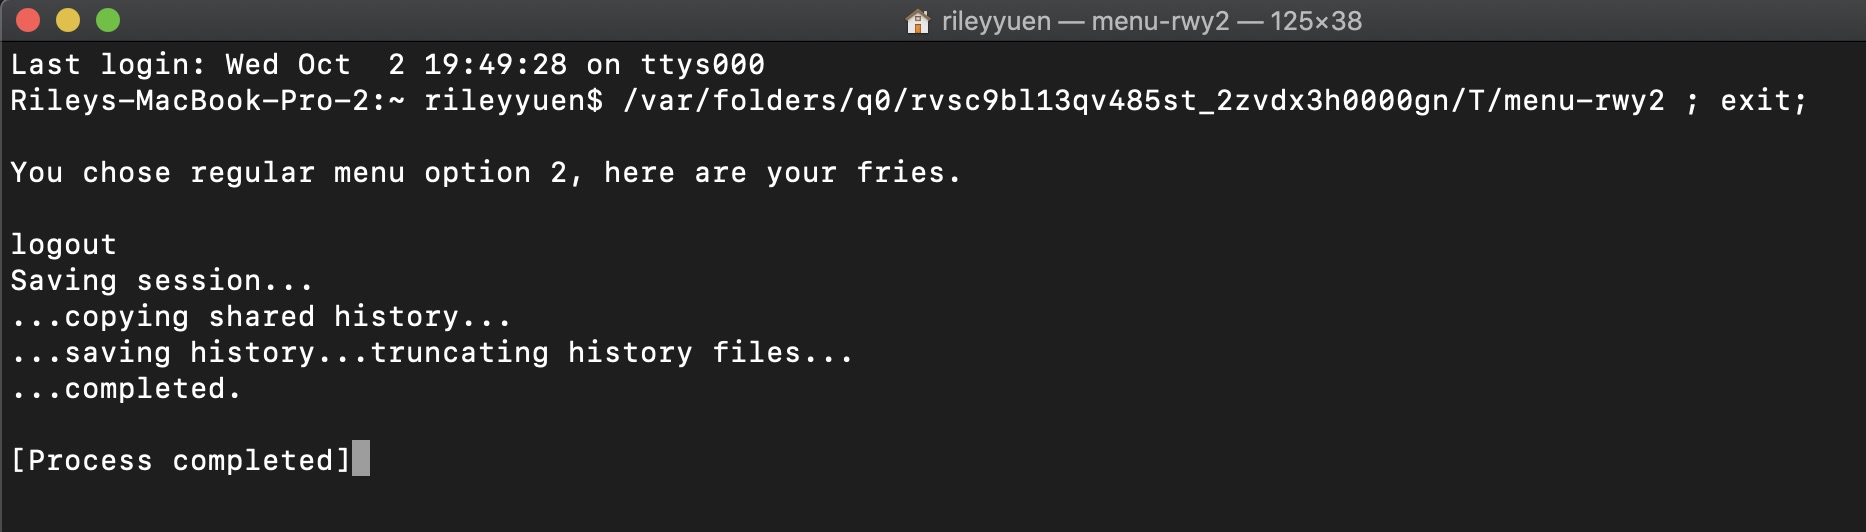 rileyyuen — menu-rwy2 — 125×38
Last login: Wed Oct  2 19:49:28 on ttys000
Rileys-MacBook-Pro-2:~ rileyyuen$ /var/folders/q0/rvsc9bl13qv485st_2zvdx3h0000gn/T/menu-rwy2 ; exit;
You chose regular menu option 2, here are your fries.
logout
Saving session...
...copying shared history...
...saving history...truncating history files...
...completed.
[Process completed]